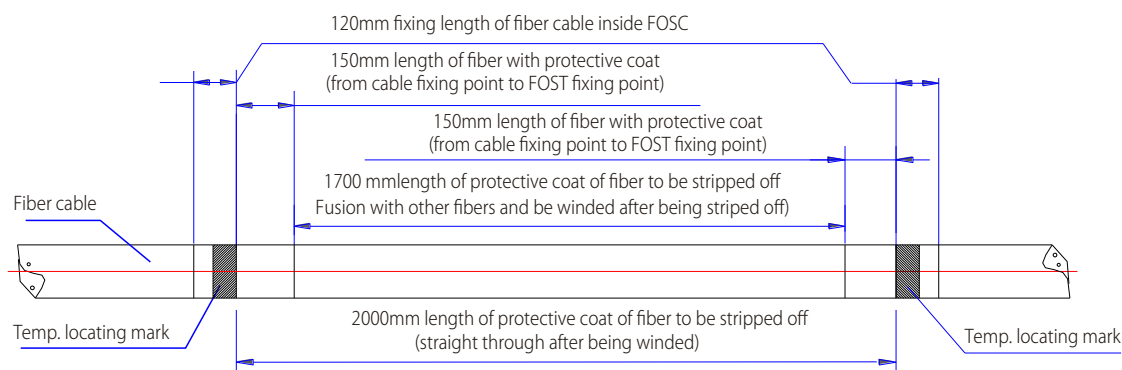 120mm fixing length of fiber cable inside FOSC
150mm length of fiber with protective coat
(from cable fixing point to FOST fixing point)
150mm length of fiber with protective coat
(from cable fixing point to FOST fixing point)
1700 mmlength of protective coat of fiber to be stripped off
Fusion with other fibers and be winded after being striped off)
Fiber cable
Temp. locating mark
2000mm length of protective coat of fiber to be stripped off
(straight through after being winded)
Temp. locating mark